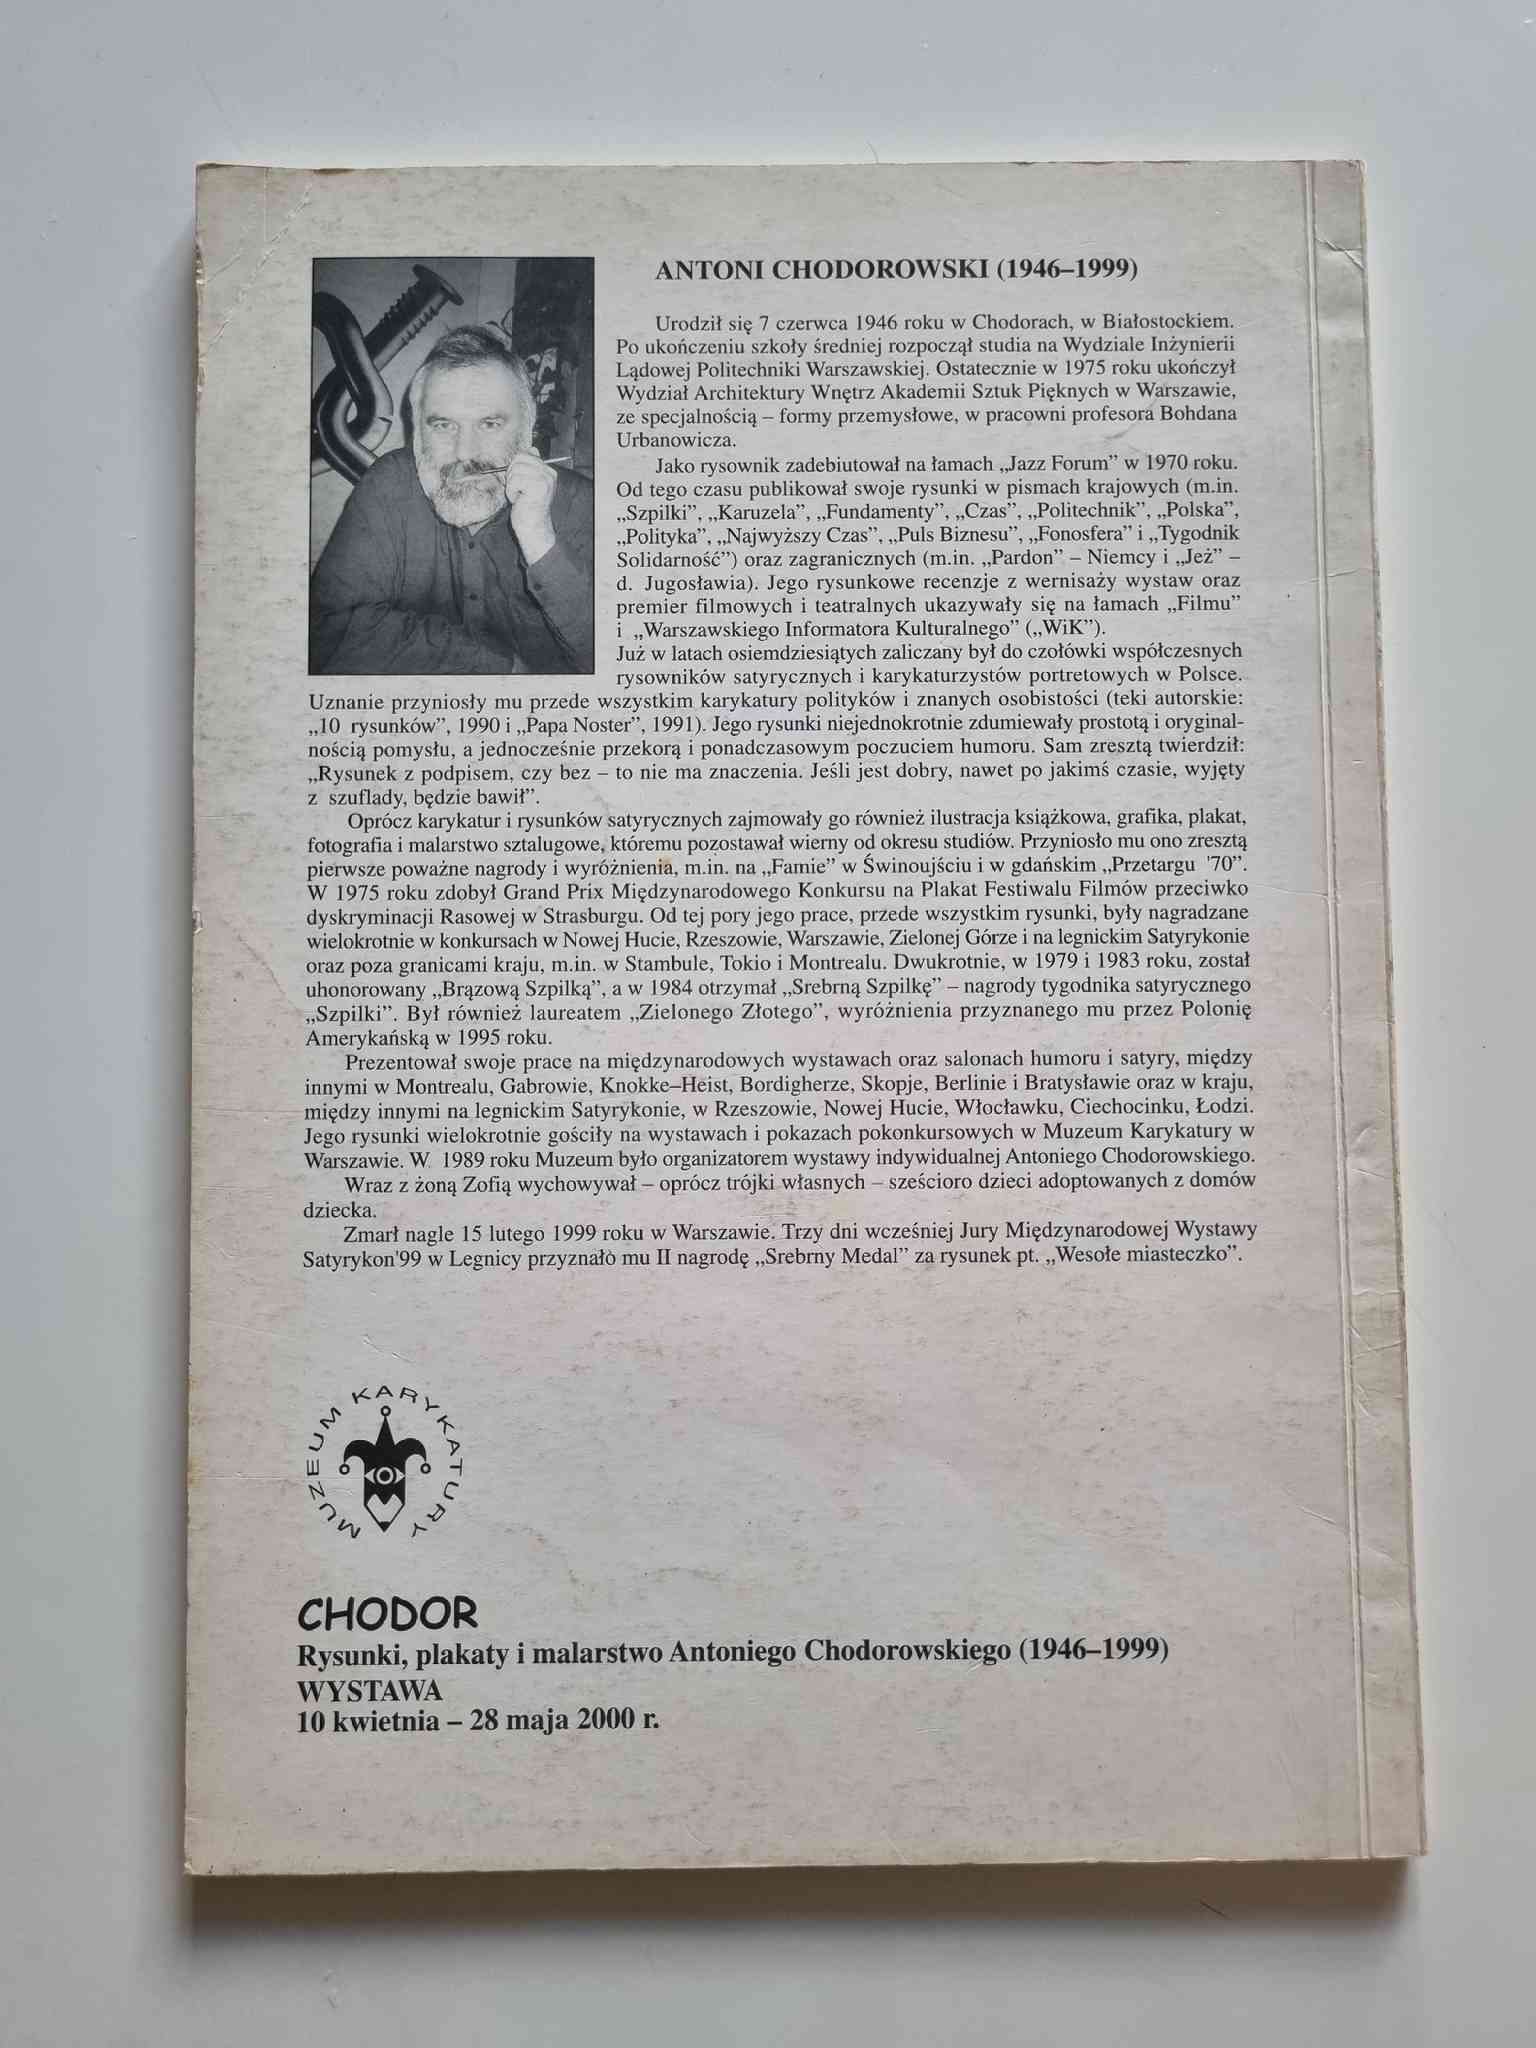 ANTONI CHODOROWSKI (1946–1999)
Urodził się 7 czerwca 1946 roku w Chodorach, w Białostockiem.
Po ukończeniu szkoły średniej rozpoczął studia na Wydziale Inżynierii
Lądowej Politechniki Warszawskiej. Ostatecznie w 1975 roku ukończył
Wydział Architektury Wnętrz Akademii Sztuk Pięknych w Warszawie,
ze specjalnością – formy przemysłowe, w pracowni profesora Bohdana
Urbanowicza.
Jako rysownik zadebiutował na łamach „Jazz Forum” w 1970 roku.
Od tego czasu publikował swoje rysunki w pismach krajowych (m.in.
„Szpilki”, „Karuzela”, „Fundamenty”, „Czas”, „Politechnik”, „Polska”,
„Polityka”, „Najwyższy Czas”, „Puls Biznesu”, „Fonosfera” i „Tygodnik
Solidarność”) oraz zagranicznych (m.in. „Pardon” – Niemcy i „Jeż” –
d. Jugosławia). Jego rysunkowe recenzje z wernisaży wystaw oraz
premier filmowych i teatralnych ukazywały się na łamach „Filmu”
i „Warszawskiego Informatora Kulturalnego” („WiK”).
Już w latach osiemdziesiątych zaliczany był do czołówki współczesnych
rysowników satyrycznych i karykaturzystów portretowych w Polsce.
Uznanie przyniosły mu przede wszystkim karykatury polityków i znanych osobistości (teki autorskie:
„10 rysunków”, 1990 i „Papa Noster”, 1991). Jego rysunki niejednokrotnie zdumiewały prostotą i oryginal-
nością pomysłu, a jednocześnie przekorą i ponadczasowym poczuciem humoru. Sam zresztą twierdził:
„Rysunek z podpisem, czy bez – to nie ma znaczenia. Jeśli jest dobry, nawet po jakimś czasie, wyjęty
z szuflady, będzie bawił”.
Oprócz karykatur i rysunków satyrycznych zajmowały go również ilustracja książkowa, grafika, plakat,
fotografia i malarstwo sztalugowe, któremu pozostawał wierny od okresu studiów. Przyniosło mu ono zresztą
pierwsze poważne nagrody i wyróżnienia, m.in. na „Famie” w Świnoujściu i w gdańskim „Przetargu '70”.
W 1975 roku zdobył Grand Prix Międzynarodowego Konkursu na Plakat Festiwalu Filmów przeciwko
dyskryminacji Rasowej w Strasburgu. Od tej pory jego prace, przede wszystkim rysunki, były nagradzane
wielokrotnie w konkursach w Nowej Hucie, Rzeszowie, Warszawie, Zielonej Górze i na legnickim Satyrykonie
oraz poza granicami kraju, m.in. w Stambule, Tokio i Montrealu. Dwukrotnie, w 1979 i 1983 roku, został
uhonorowany „Brązową Szpilką”, a w 1984 otrzymał „Srebrną Szpilkę” – nagrody tygodnika satyrycznego
„Szpilki”. Był również laureatem „Zielonego Złotego”, wyróżnienia przyznanego mu przez Polonię
Amerykańską w 1995 roku.
Prezentował swoje prace na międzynarodowych wystawach oraz salonach humoru i satyry, między
innymi w Montrealu, Gabrowie, Knokke–Heist, Bordigherze, Skopje, Berlinie i Bratysławie oraz w kraju,
między innymi na legnickim Satyrykonie, w Rzeszowie, Nowej Hucie, Włocławku, Ciechocinku, Łodzi.
Jego rysunki wielokrotnie gościły na wystawach i pokazach pokonkursowych w Muzeum Karykatury w
Warszawie. W 1989 roku Muzeum było organizatorem wystawy indywidualnej Antoniego Chodorowskiego.
Wraz z żoną Zofią wychowywał – oprócz trójki własnych – sześcioro dzieci adoptowanych z domów
dziecka.
Zmarł nagle 15 lutego 1999 roku w Warszawie. Trzy dni wcześniej Jury Międzynarodowej Wystawy
Satyrykon'99 w Legnicy przyznało mu II nagrodę „Srebrny Medal” za rysunek pt. „Wesołe miasteczko”.
MUZEUM KARYKATURY
CHODOR
Rysunki, plakaty i malarstwo Antoniego Chodorowskiego (1946–1999)
WYSTAWA
10 kwietnia – 28 maja 2000 r.